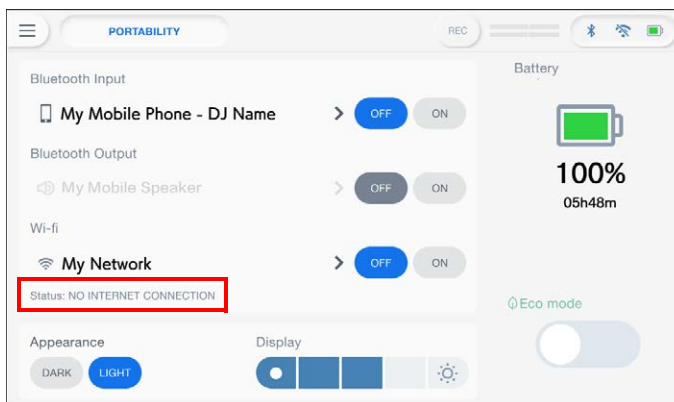 PORTABILITY
REC
Bluetooth Input
My Mobile Phone - DJ Name
OFF ON
Bluetooth Output
My Mobile Speaker
OFF ON
Wi-fi
My Network
OFF ON
Status: NO INTERNET CONNECTION
Appearance
DARK LIGHT
Display
Battery
100%
05h48m
Eco mode